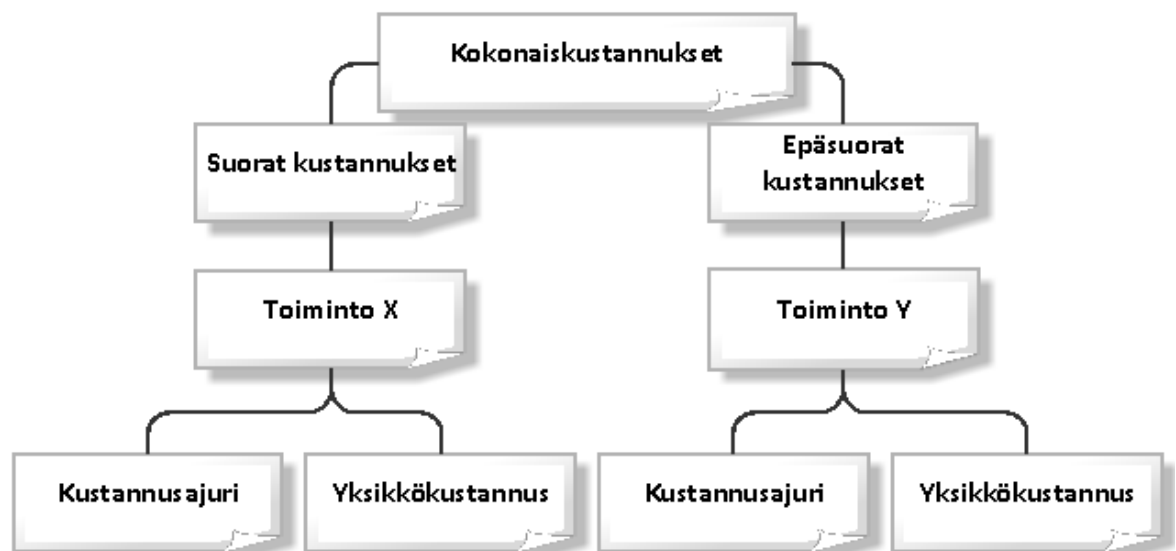 Kokonaiskustannukset
Suorat kustannukset
Epäsuorat
kustannukset
Toiminto X
Toiminto Y
Kustannusajuri
Yksikkökustannus
Kustannusajuri
Yksikkökustannus